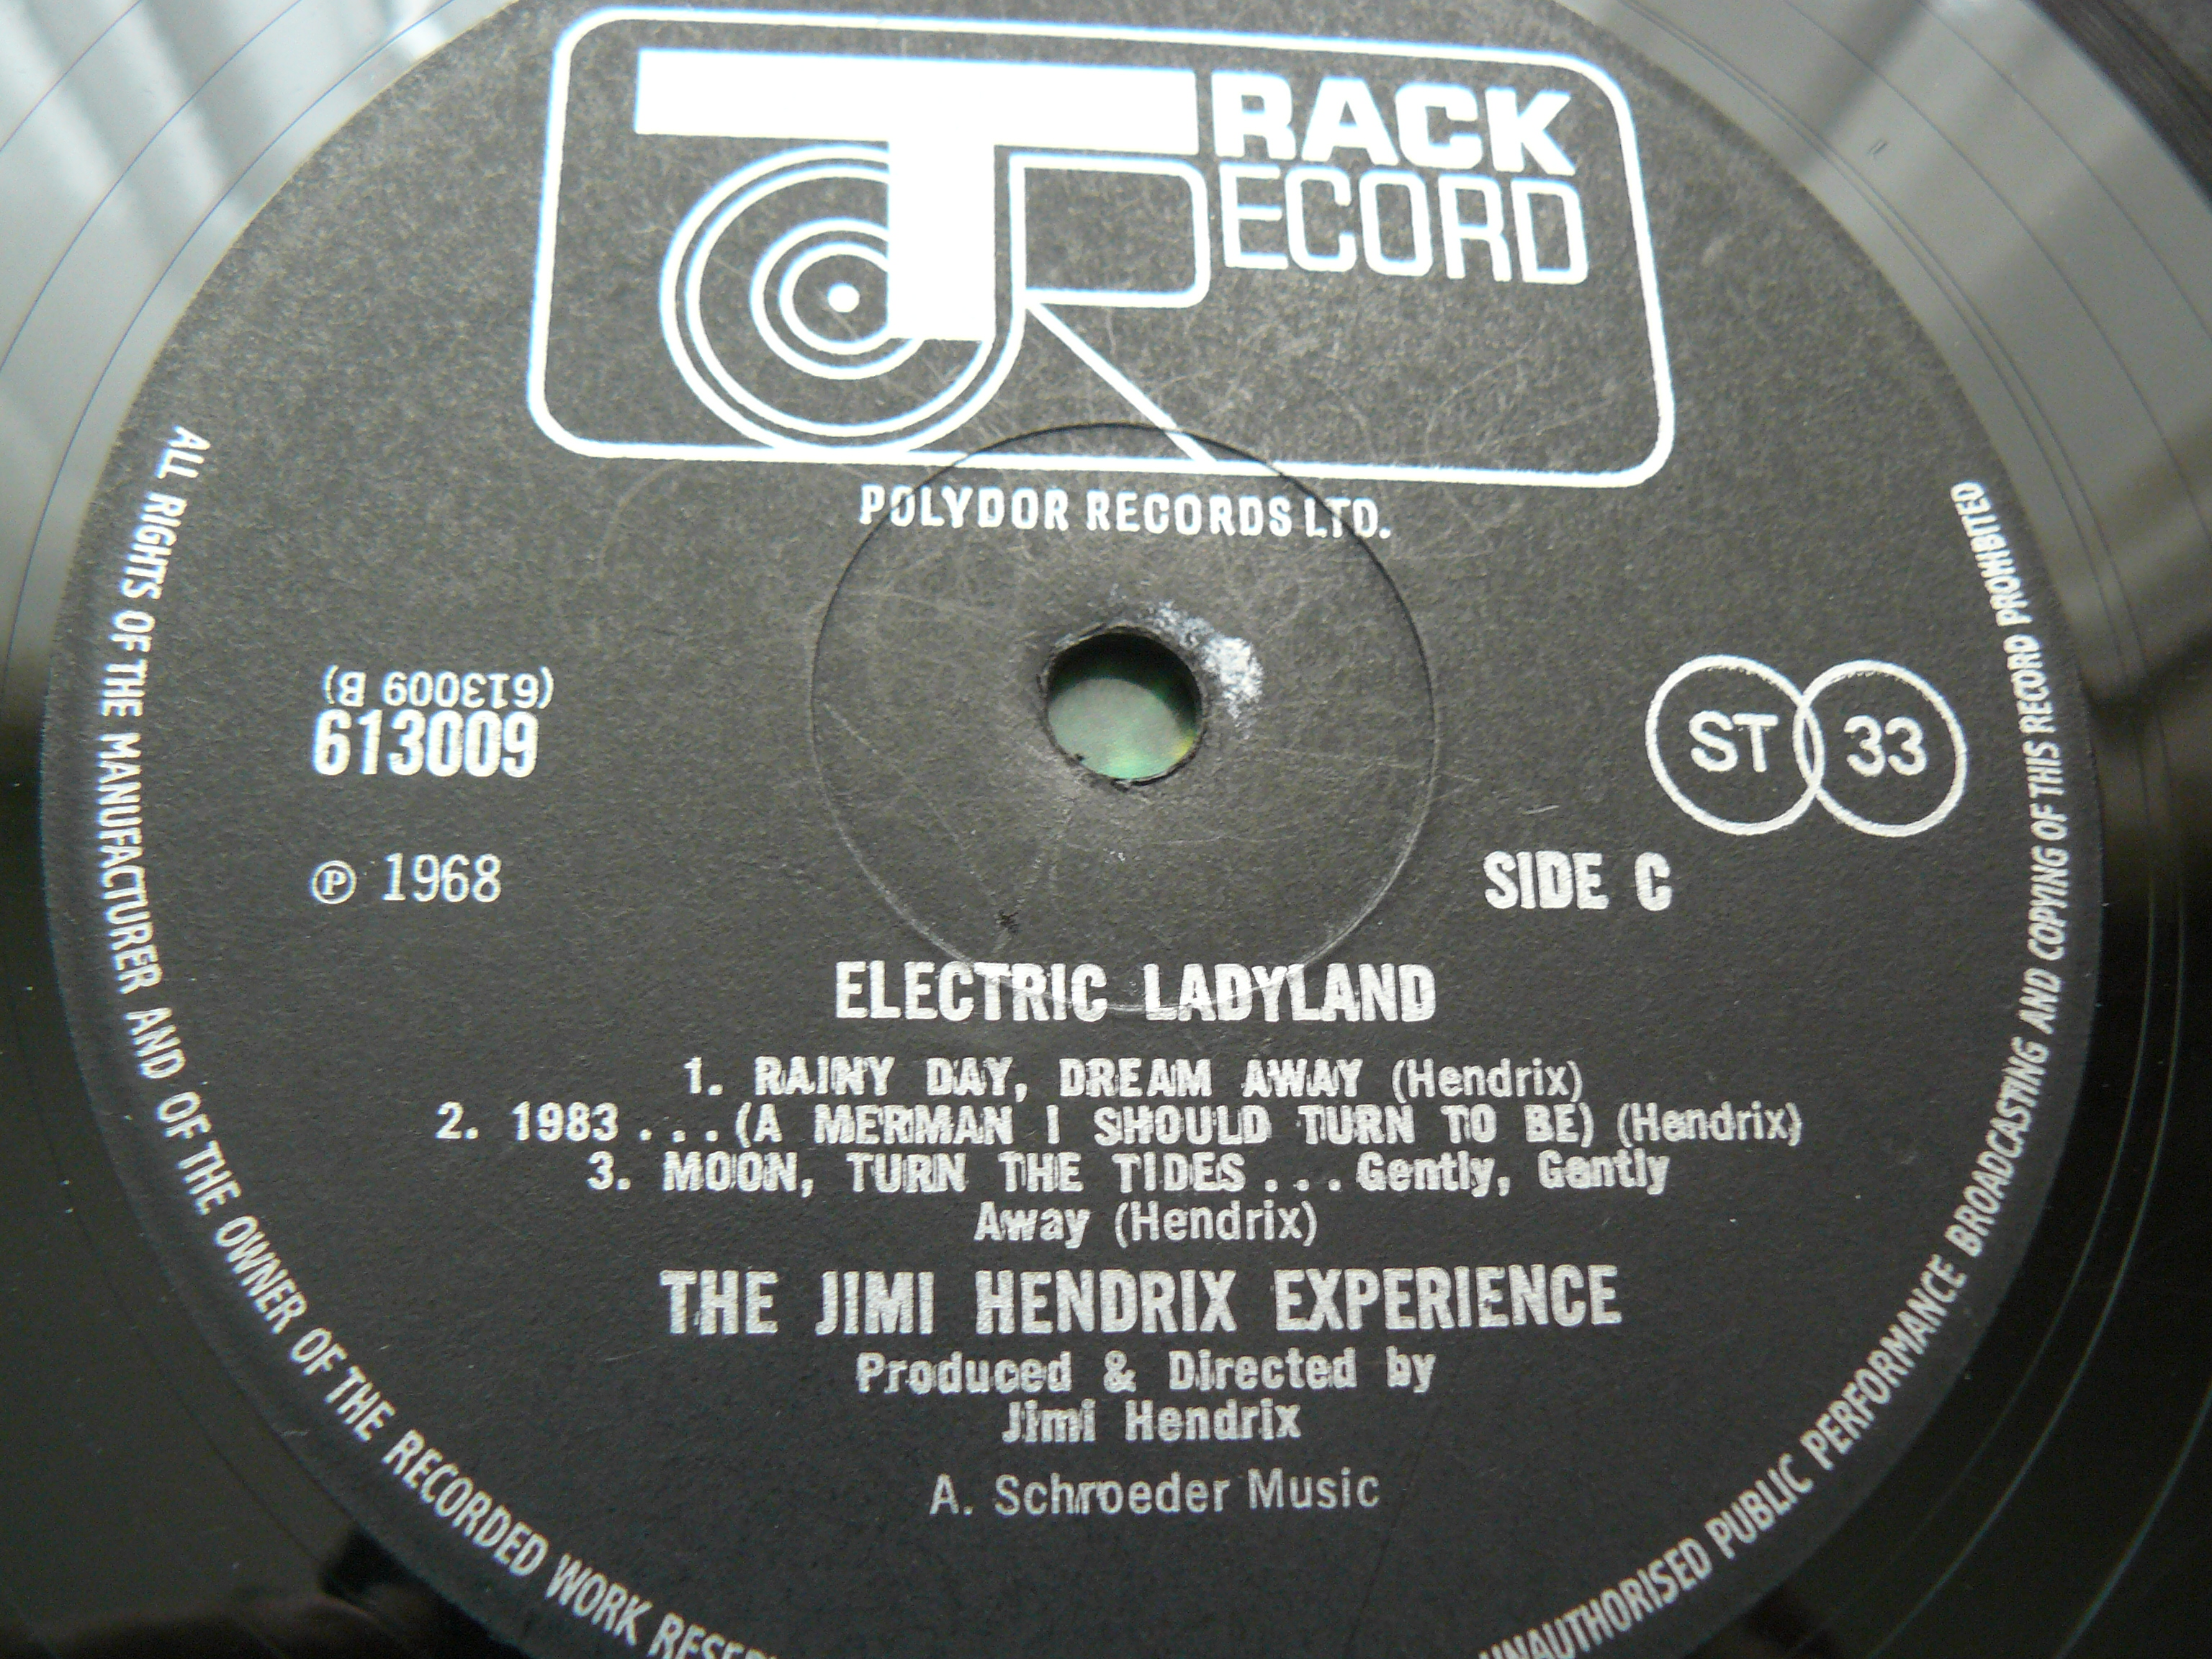 TRACK
RECORD
POLYDOR RECORDS LTD.
(613009 B)
613009
ST 33
℗ 1968
SIDE C
ELECTRIC LADYLAND
1. RAINY DAY, DREAM AWAY (Hendrix)
2. 1983 . . . (A MERMAN I SHOULD TURN TO BE) (Hendrix)
3. MOON, TURN THE TIDES . . . Gently, Gently
Away (Hendrix)
THE JIMI HENDRIX EXPERIENCE
Produced & Directed by
Jimi Hendrix
A. Schroeder Music
ALL RIGHTS OF THE MANUFACTURER AND OF THE OWNER OF THE RECORDED WORK
UNAUTHORISED PUBLIC PERFORMANCE BROADCASTING AND COPYING OF THIS RECORD PROHIBITED